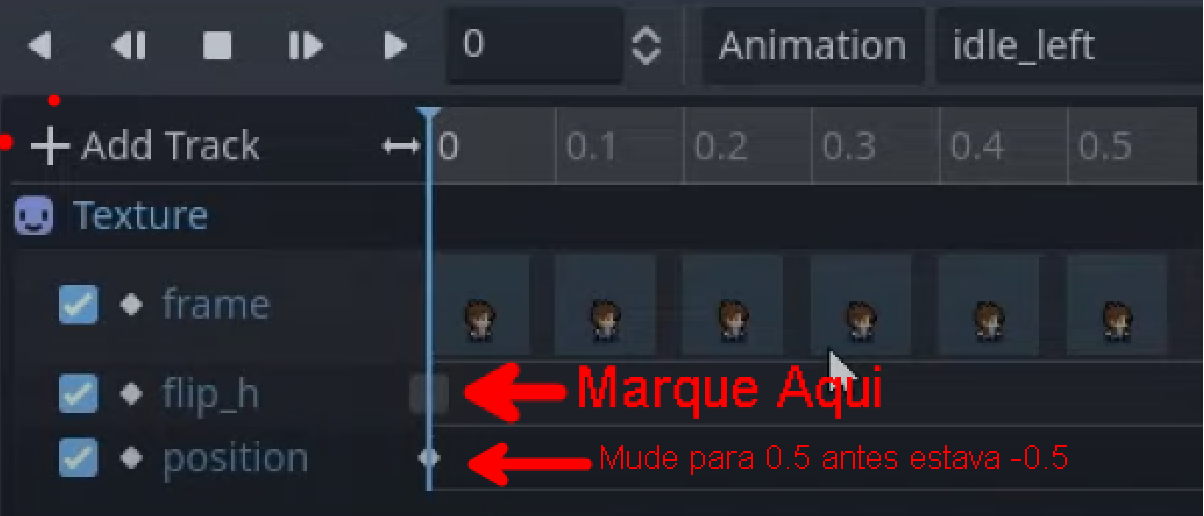 0 Animation idle_left
Add Track 0 0.1 0.2 0.3 0.4 0.5
Texture
frame
flip_h Marque Aqui
position Mude para 0.5 antes estava -0.5